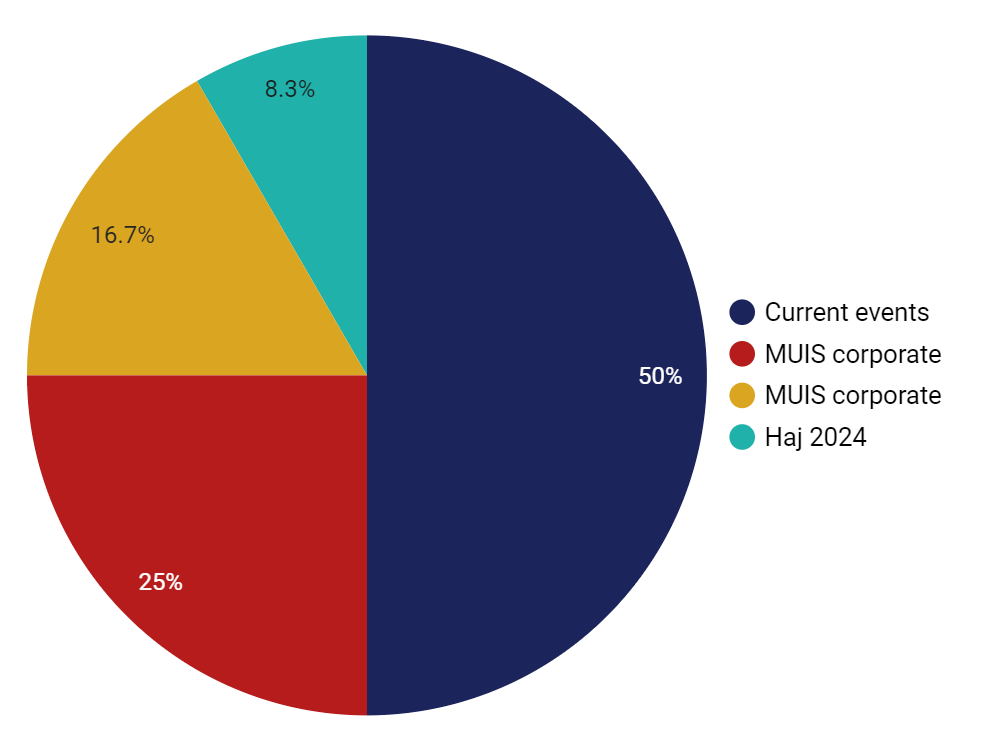 8.3%
16.7%
50%
25%
Current events
MUIS corporate
MUIS corporate
Haj 2024